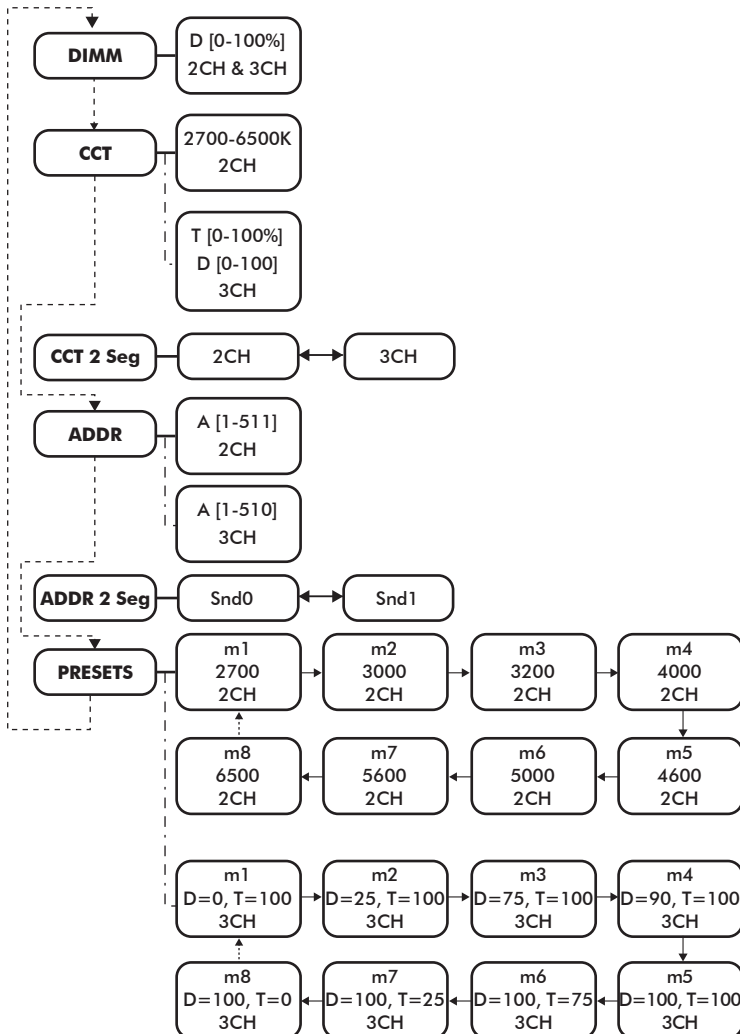 DIMM
D [0-100%]
2CH & 3CH
CCT
2700-6500K
2CH
T [0-100%]
D [0-100]
3CH
CCT 2 Seg
2CH
3CH
ADDR
A [1-511]
2CH
A [1-510]
3CH
ADDR 2 Seg
Snd0
Snd1
PRESETS
m1
2700
2CH
m2
3000
2CH
m3
3200
2CH
m4
4000
2CH
m8
6500
2CH
m7
5600
2CH
m6
5000
2CH
m5
4600
2CH
m1
D=0, T=100
3CH
m2
D=25, T=100
3CH
m3
D=75, T=100
3CH
m4
D=90, T=100
3CH
m8
D=100, T=0
3CH
m7
D=100, T=25
3CH
m6
D=100, T=75
3CH
m5
D=100, T=100
3CH